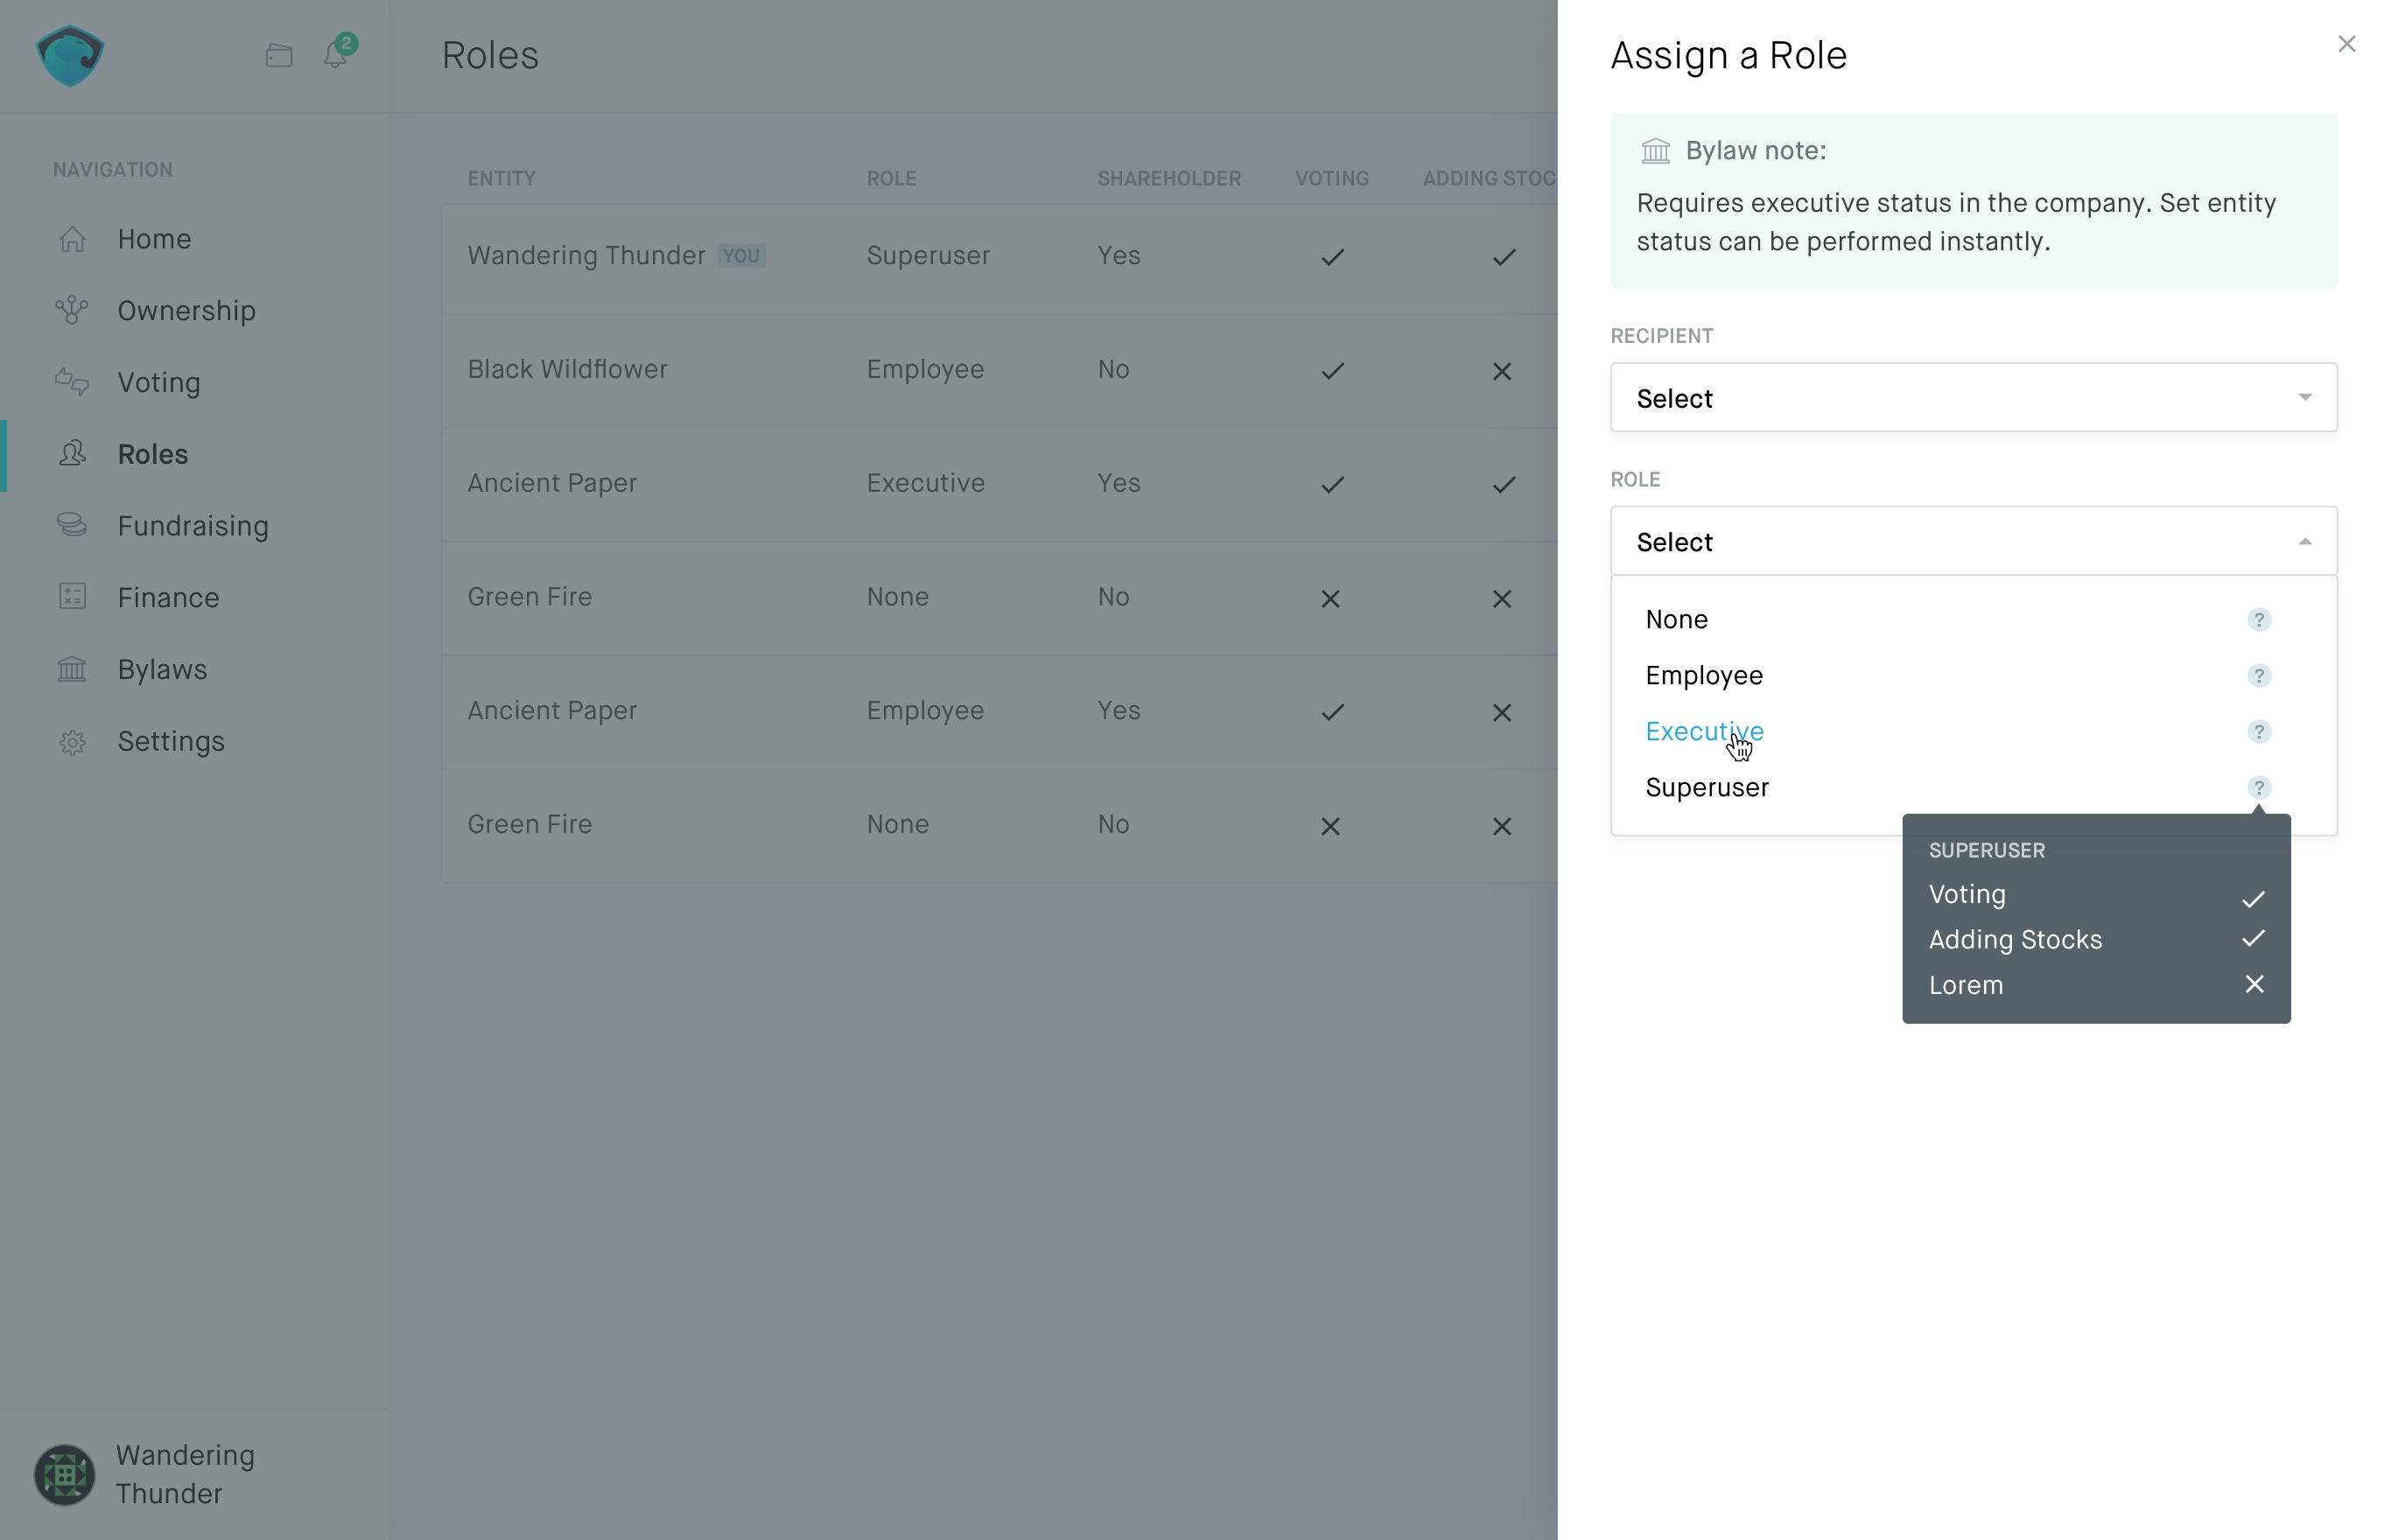 2
Roles
NAVIGATION
Home
Ownership
Voting
Roles
Fundraising
Finance
Bylaws
Settings
Wandering
Thunder
ENTITY ROLE SHAREHOLDER VOTING ADDING STOC
Wandering Thunder YOU Superuser Yes
Black Wildflower Employee No
Ancient Paper Executive Yes
Green Fire None No
Ancient Paper Employee Yes
Green Fire None No
Assign a Role
Bylaw note:
Requires executive status in the company. Set entity
status can be performed instantly.
RECIPIENT
Select
ROLE
Select
None ?
Employee ?
Executive ?
Superuser ?
SUPERUSER
Voting
Adding Stocks
Lorem